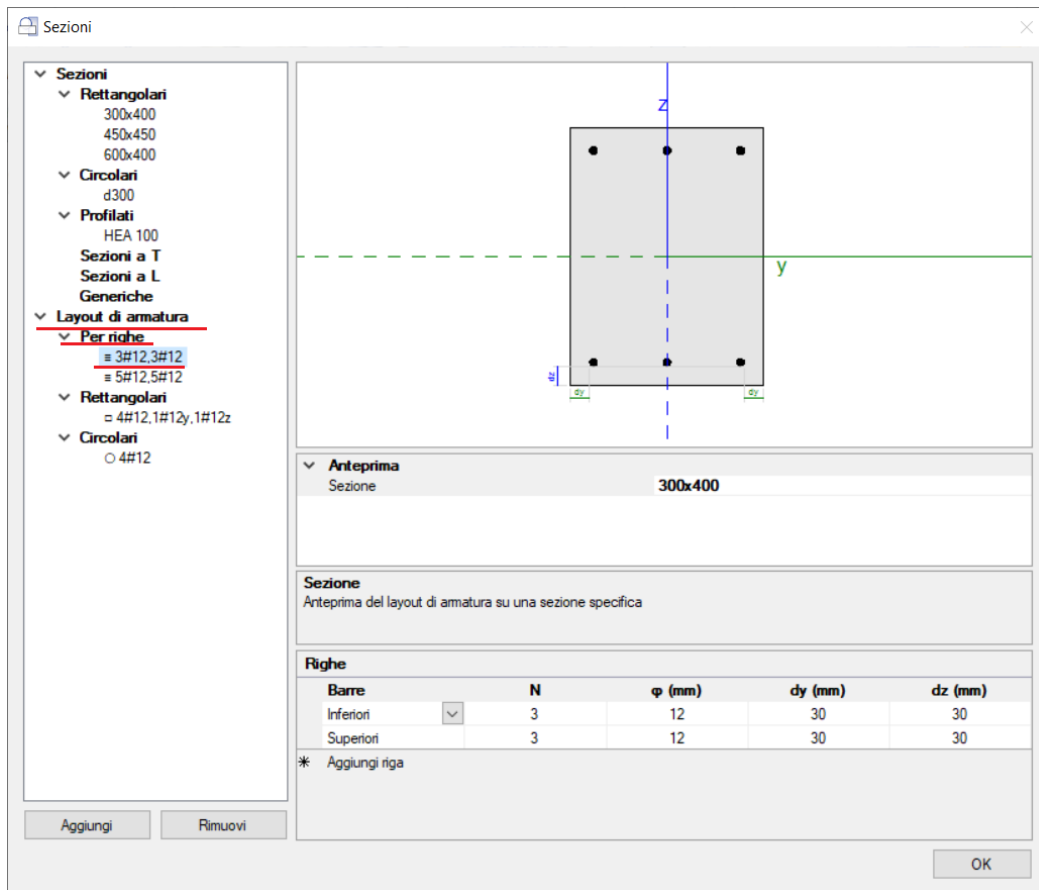 Sezioni
Sezioni
Rettangolari
300x400
450x450
600x400
Circolari
d300
Profilati
HEA 100
Sezioni a T
Sezioni a L
Generiche
Layout di armatura
Per righe
3#12,3#12
5#12,5#12
Rettangolari
4#12,1#12y,1#12z
Circolari
4#12
Aggiungi Rimuovi
z
y
dz
dy dy
Anteprima
Sezione 300x400
Sezione
Anteprima del layout di armatura su una sezione specifica
Righe
Barre N φ (mm) dy (mm) dz (mm)
Inferiori 3 12 30 30
Superiori 3 12 30 30
Aggiungi riga
OK